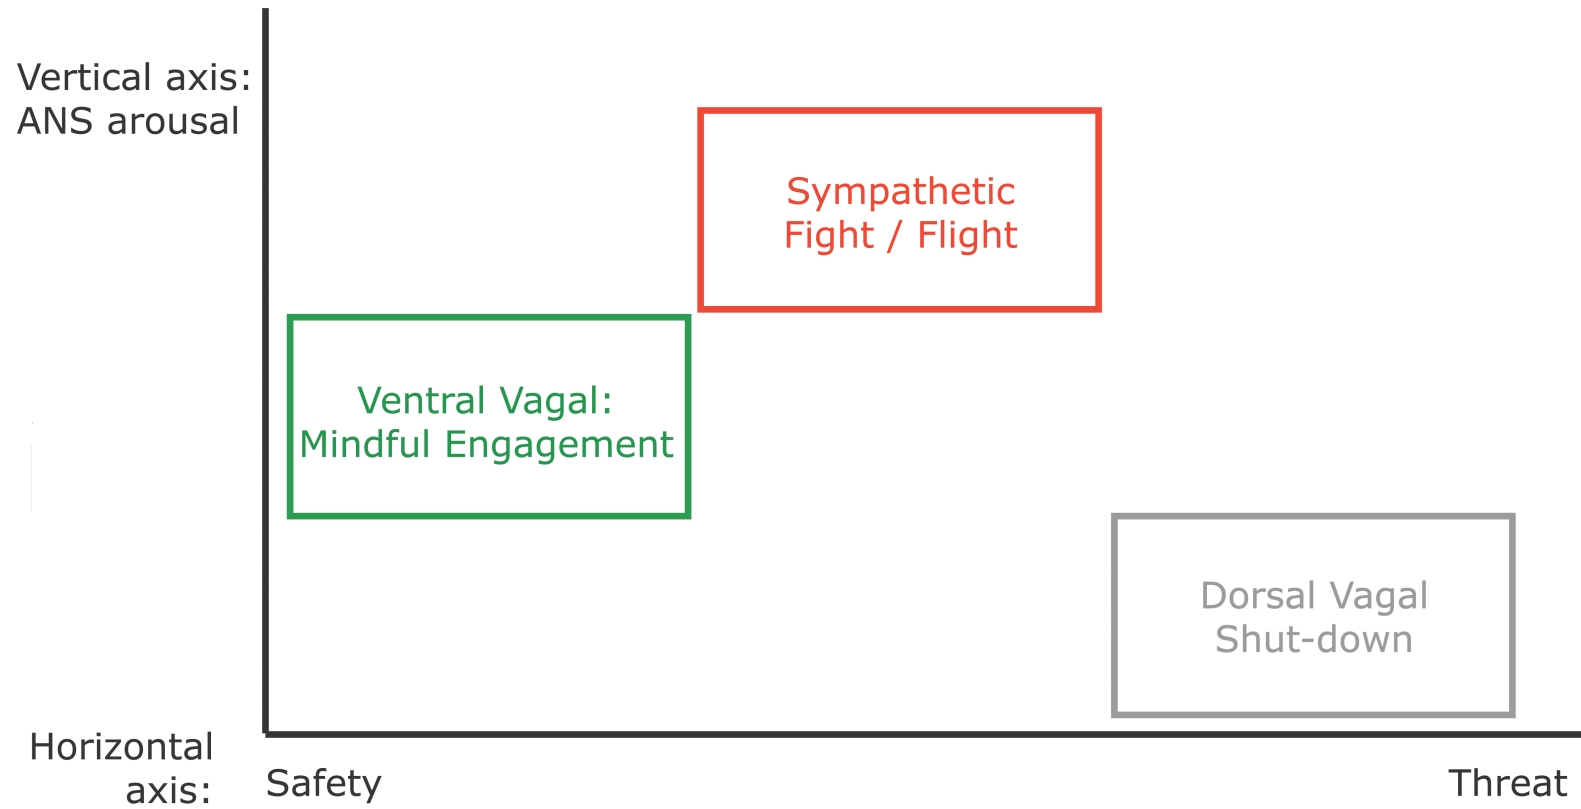 Vertical axis:
ANS arousal
Sympathetic
Fight / Flight
Ventral Vagal:
Mindful Engagement
Dorsal Vagal
Shut-down
Horizontal
axis:
Safety
Threat